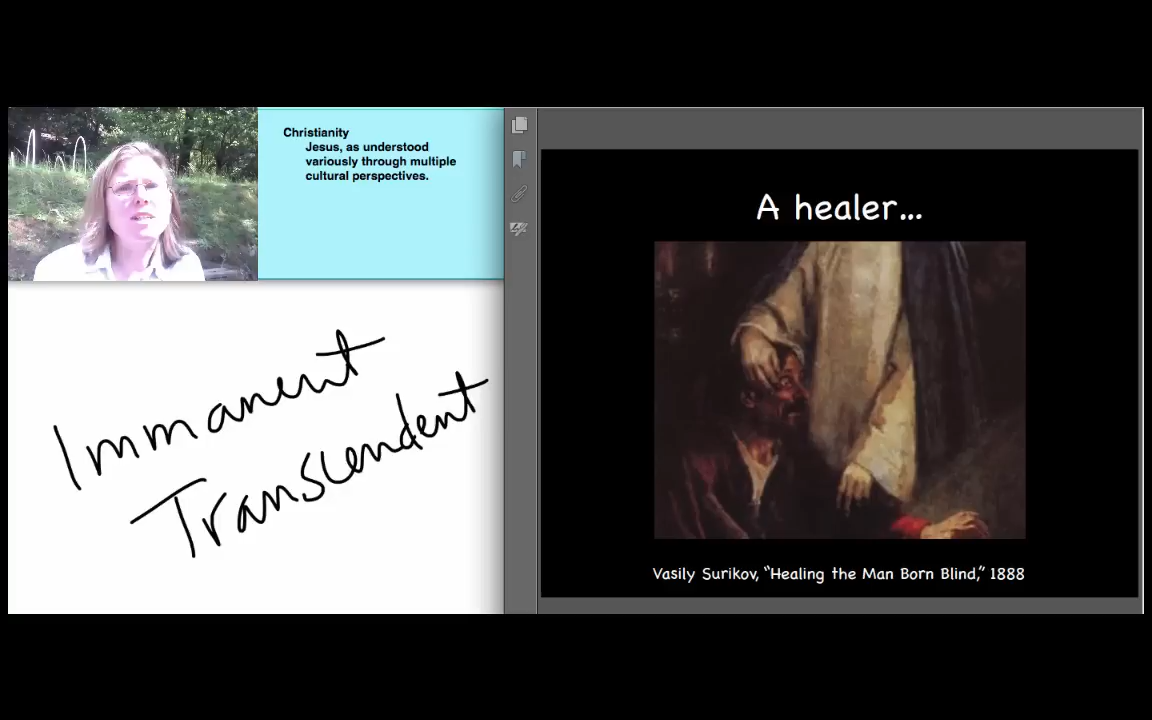 Christianity
Jesus, as understood
variously through multiple
cultural perspectives.
Immanent
Transcendent
A healer...
Vasily Surikov, “Healing the Man Born Blind,” 1888